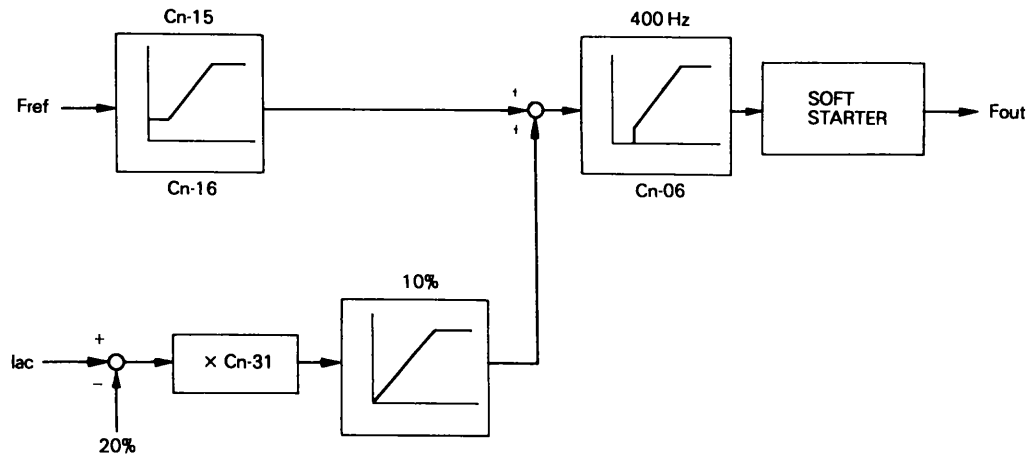 Cn-15
400 Hz
Fref
+
+
SOFT
STARTER
Fout
Cn-16
Cn-06
10%
+
Iac
× Cn-31
−
20%